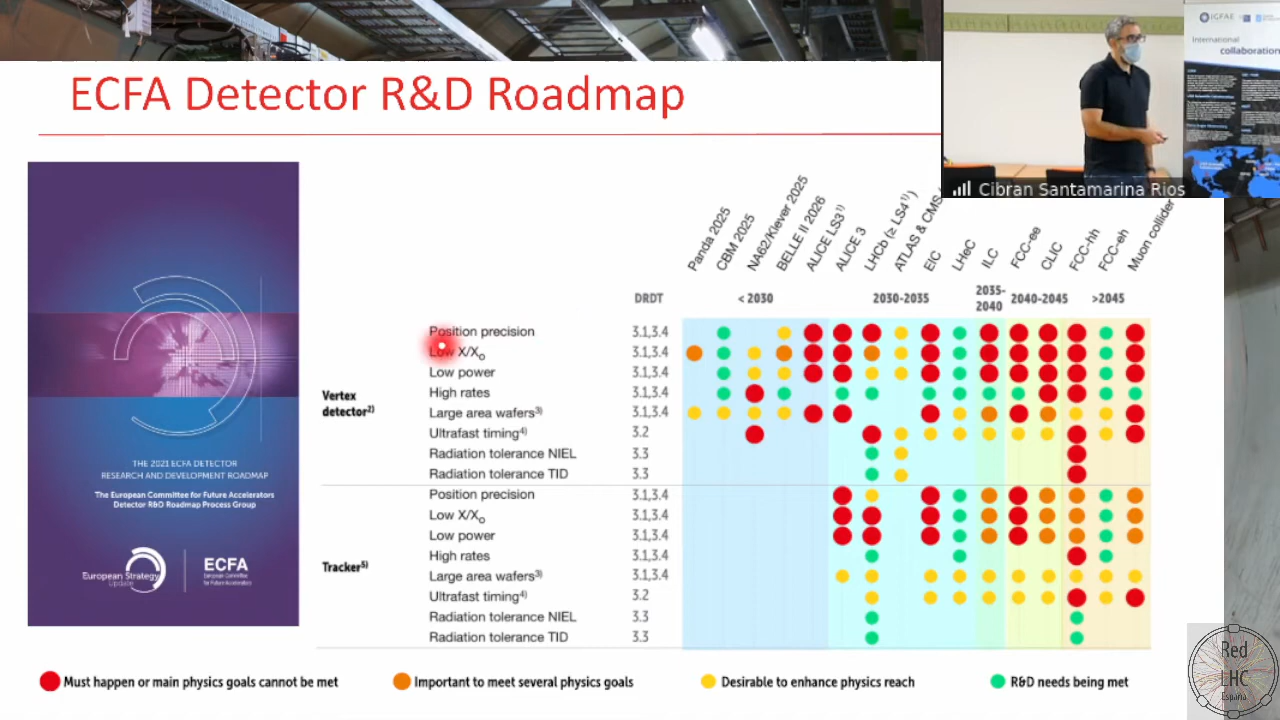 ECFA Detector R&D Roadmap
IGFAE
International
collaboration
Cibran Santamarina Rios
Panda 2025
CBM 2025
NA62/Klever 2025
BELLE II 2026
ALICE LS3¹⁾
ALICE 3
LHCb (≥ LS4¹⁾)
ATLAS & CMS
EIC
LHeC
ILC
FCC-ee
CLIC
FCC-hh
FCC-eh
Muon collider
DRDT
< 2030
2030-2035
2035-
2040
2040-2045
>2045
Vertex
detector²⁾
Position precision 3.1,3.4
Low X/X₀ 3.1,3.4
Low power 3.1,3.4
High rates 3.1,3.4
Large area wafers³⁾ 3.1,3.4
Ultrafast timing⁴⁾ 3.2
Radiation tolerance NIEL 3.3
Radiation tolerance TID 3.3
Tracker⁵⁾
Position precision 3.1,3.4
Low X/X₀ 3.1,3.4
Low power 3.1,3.4
High rates 3.1,3.4
Large area wafers³⁾ 3.1,3.4
Ultrafast timing⁴⁾ 3.2
Radiation tolerance NIEL 3.3
Radiation tolerance TID 3.3
THE 2021 ECFA DETECTOR
RESEARCH AND DEVELOPMENT ROADMAP
The European Committee for Future Accelerators
Detector R&D Roadmap Process Group
European Strategy
Update
ECFA
European Committee
for Future Accelerators
Must happen or main physics goals cannot be met
Important to meet several physics goals
Desirable to enhance physics reach
R&D needs being met
Red
LHC
España